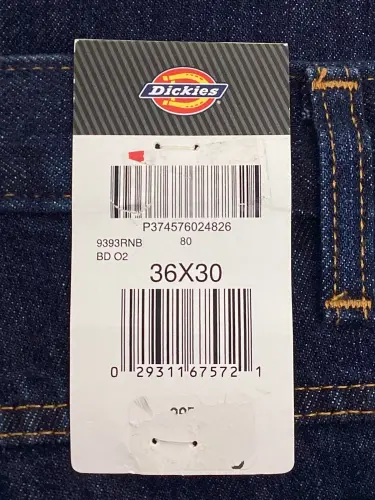 Dickies
P374576024826
9393RNB 80
BD O2
36X30
0 29311 67572 1